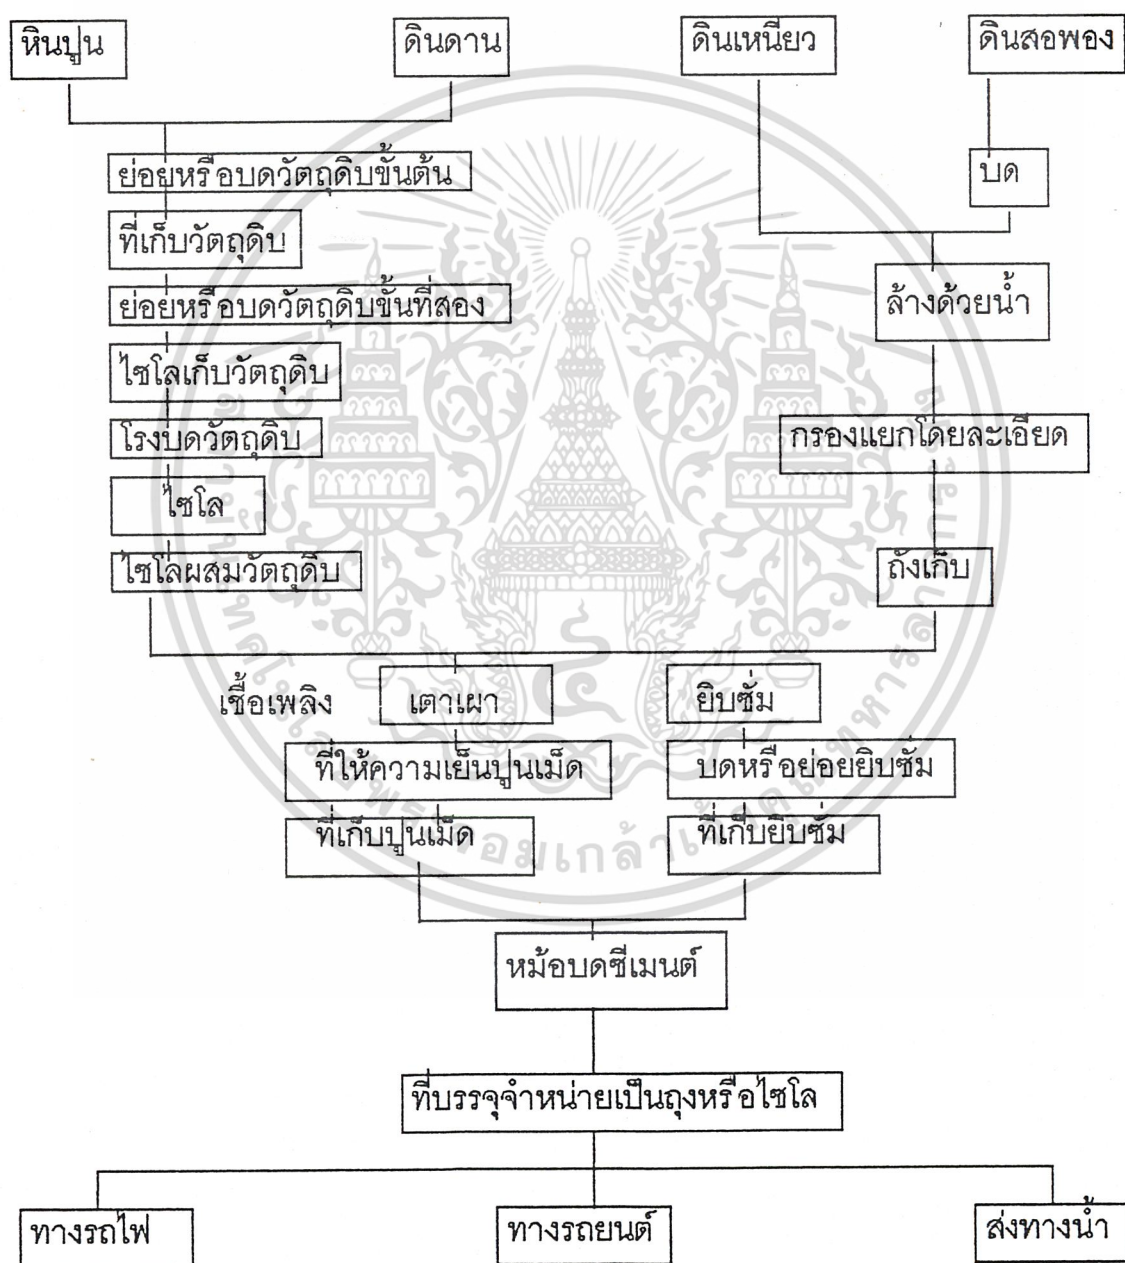 หินปูน
ดินดาน
ดินเหนียว
ดินสอพอง
ย่อยหรือบดวัตถุดิบขั้นต้น
บด
ที่เก็บวัตถุดิบ
ย่อยหรือบดวัตถุดิบขั้นที่สอง
ล้างด้วยน้ำ
ไซโลเก็บวัตถุดิบ
โรงบดวัตถุดิบ
กรองแยกโดยละเอียด
ไซโล
ไซโลผสมวัตถุดิบ
ถังเก็บ
เชื้อเพลิง
เตาเผา
ยิบซั่ม
ที่ให้ความเย็นปูนเม็ด
บดหรือย่อยยิบซั่ม
ที่เก็บปูนเม็ด
ที่เก็บยิบซั่ม
หม้อบดซีเมนต์
ที่บรรจุจำหน่ายเป็นถุงหรือไซโล
ทางรถไฟ
ทางรถยนต์
ส่งทางน้ำ